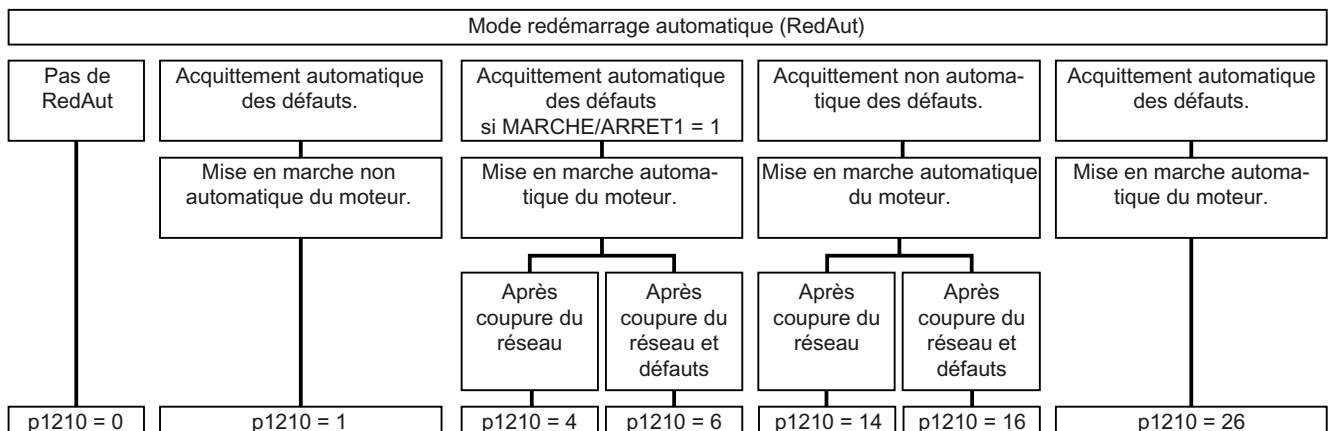 Mode redémarrage automatique (RedAut)
Pas de
RedAut
Acquittement automatique
des défauts.
Acquittement automatique
des défauts
si MARCHE/ARRET1 = 1
Acquittement non automa-
tique des défauts.
Acquittement automatique
des défauts.
Mise en marche non
automatique du moteur.
Mise en marche automa-
tique du moteur.
Mise en marche automatique
du moteur.
Mise en marche automa-
tique du moteur.
Après
coupure du
réseau
Après
coupure du
réseau et
défauts
Après
coupure du
réseau
Après
coupure du
réseau et
défauts
p1210 = 0
p1210 = 1
p1210 = 4
p1210 = 6
p1210 = 14
p1210 = 16
p1210 = 26